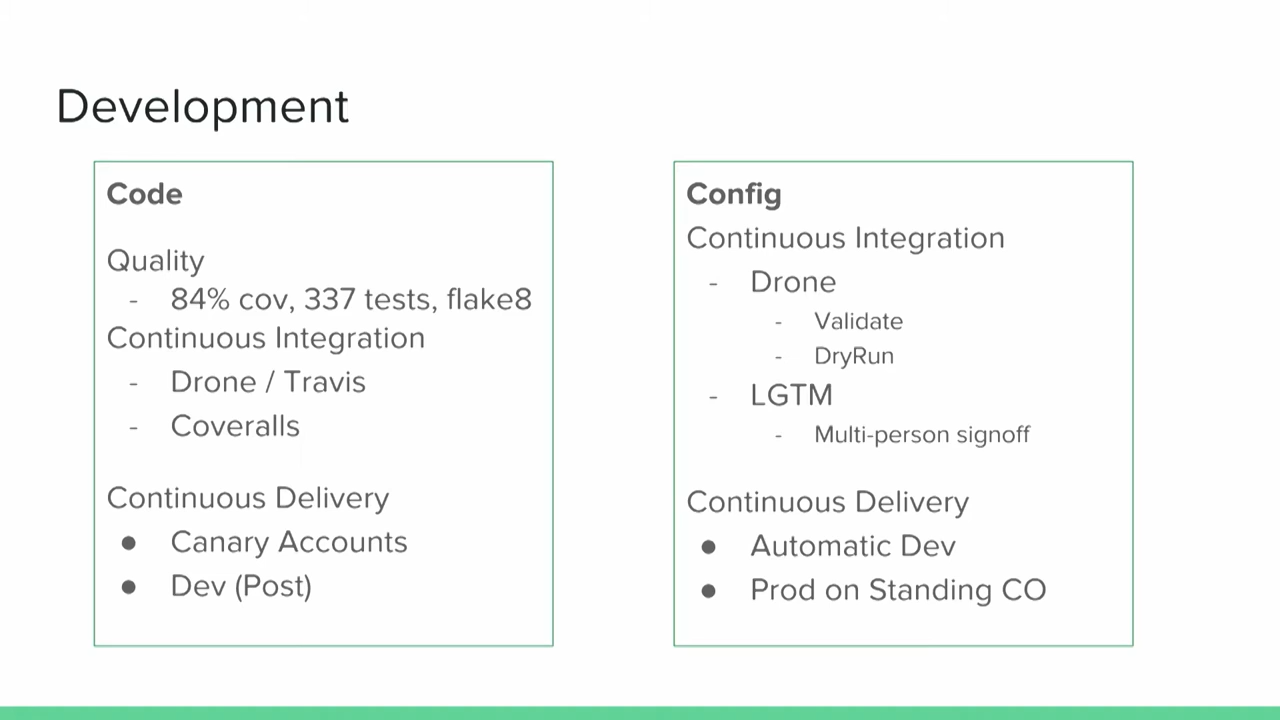 Development
Code
Quality
- 84% cov, 337 tests, flake8
Continuous Integration
- Drone / Travis
- Coveralls
Continuous Delivery
● Canary Accounts
● Dev (Post)
Config
Continuous Integration
- Drone
- Validate
- DryRun
- LGTM
- Multi-person signoff
Continuous Delivery
● Automatic Dev
● Prod on Standing CO